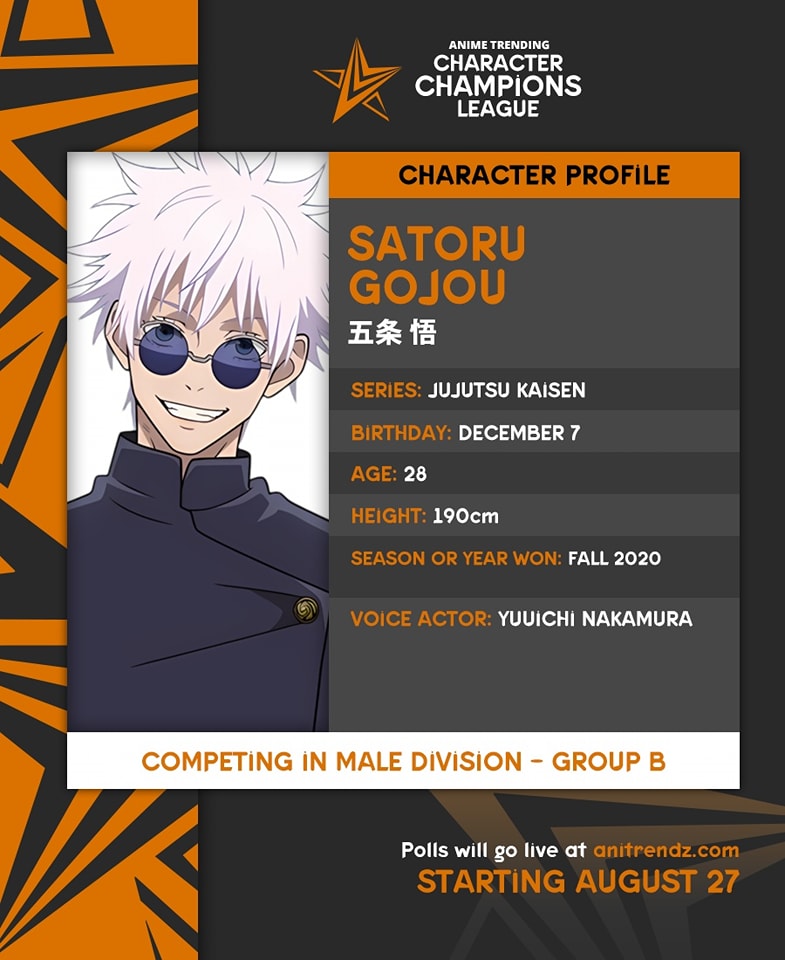 ANIME TRENDING
CHARACTER
CHAMPiONS
LEAGUE
CHARACTER PROFiLE
SATORU
GOJOU
五条 悟
SERiES: JUJUTSU KAiSEN
BiRTHDAY: DECEMBER 7
AGE: 28
HEiGHT: 190cm
SEASON OR YEAR WON: FALL 2020
VOiCE ACTOR: YUUiCHi NAKAMURA
COMPETiNG iN MALE DiViSiON - GROUP B
Polls will go live at anitrendz.com
STARTiNG AUGUST 27